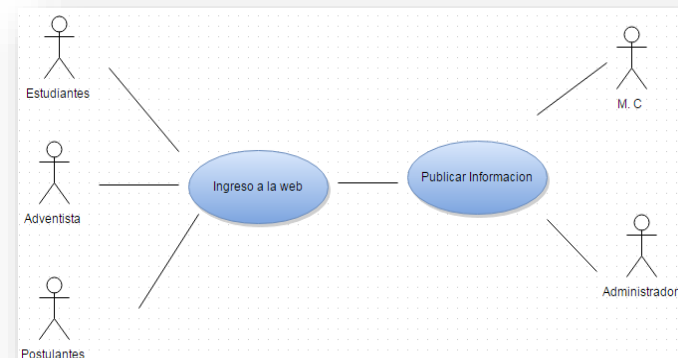 Estudiantes
M. C
Ingreso a la web
Publicar Informacion
Adventista
Administrador
Postulantes